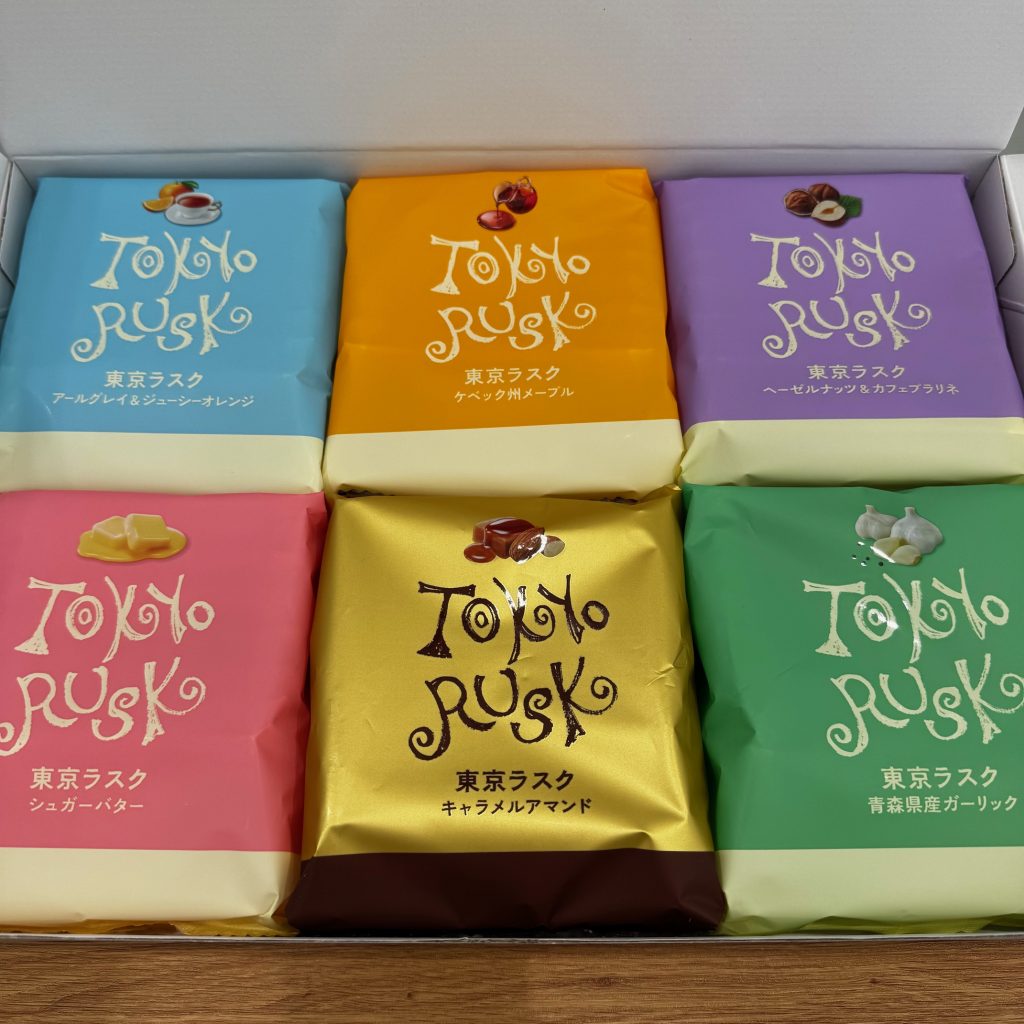 TOKYO
RUSK
東京ラスク
アールグレイ&ジューシーオレンジ
TOKYO
RUSK
東京ラスク
ケベック州メープル
TOKYO
RUSK
東京ラスク
ヘーゼルナッツ&カフェプラリネ
TOKYO
RUSK
東京ラスク
シュガーバター
TOKYO
RUSK
東京ラスク
キャラメルアマンド
TOKYO
RUSK
東京ラスク
青森県産ガーリック